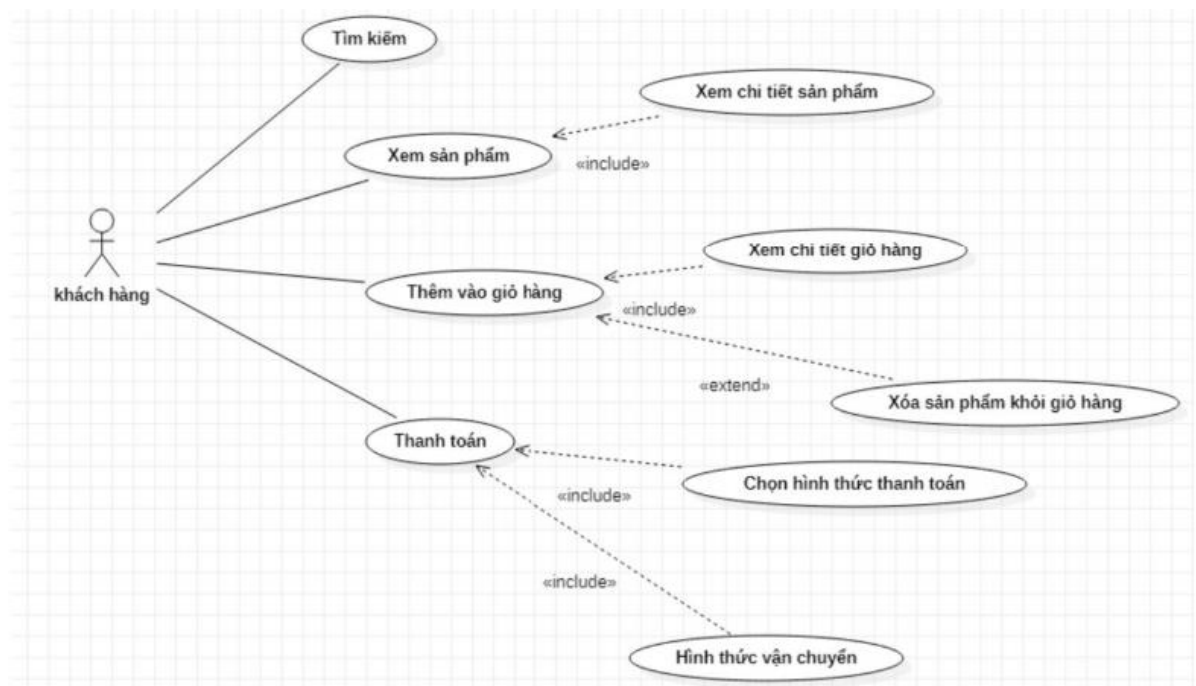 Tìm kiếm
Xem chi tiết sản phẩm
Xem sản phẩm
«include»
Xem chi tiết giỏ hàng
khách hàng
Thêm vào giỏ hàng
«include»
«extend»
Xóa sản phẩm khỏi giỏ hàng
Thanh toán
Chọn hình thức thanh toán
«include»
«include»
Hình thức vận chuyển